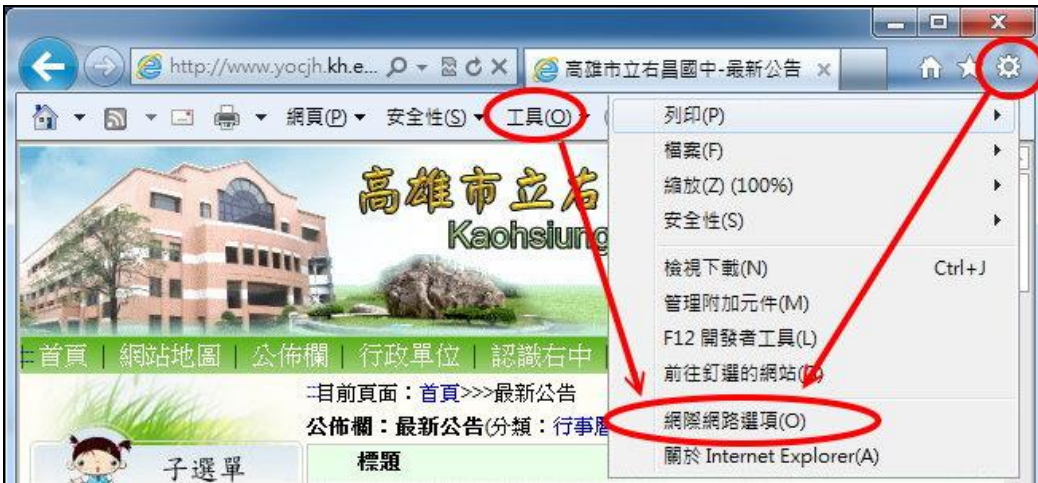 http://www.yocjh.kh.e...
高雄市立右昌國中-最新公告
網頁(P) 安全性(S) 工具(O)
列印(P)
檔案(F)
縮放(Z) (100%)
安全性(S)
檢視下載(N) Ctrl+J
管理附加元件(M)
F12 開發者工具(L)
前往釘選的網站
網際網路選項(O)
關於 Internet Explorer(A)
高雄市立右
Kaohsiung
首頁 | 網站地圖 | 公佈欄 | 行政單位 | 認識右中 |
目前頁面：首頁>>>最新公告
公佈欄：最新公告(分類：行事曆
子選單
標題